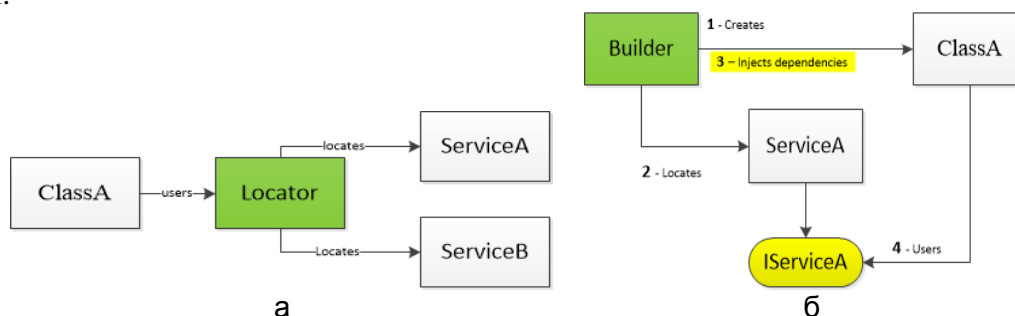 ClassA
users
Locator
locates
ServiceA
Locates
ServiceB
а
Builder
1 - Creates
3 – Injects dependencies
ClassA
2 - Locates
ServiceA
IServiceA
4 - Users
б